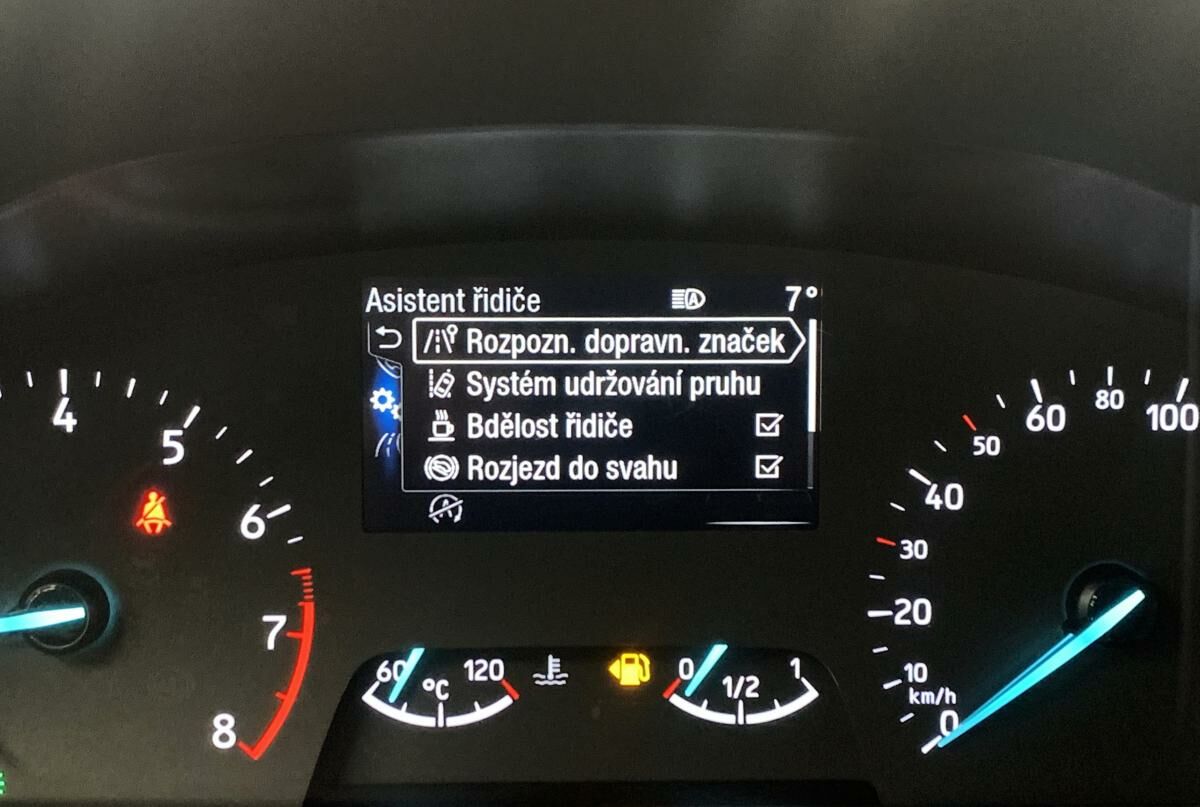 Asistent řidiče A 7°
Rozpozn. dopravn. značek
Systém udržování pruhu
Bdělost řidiče
Rozjezd do svahu
A
4
5
6
7
8
60 120
°C
0 1/2 1
0
10
20
30
40
50
60
80
100
km/h